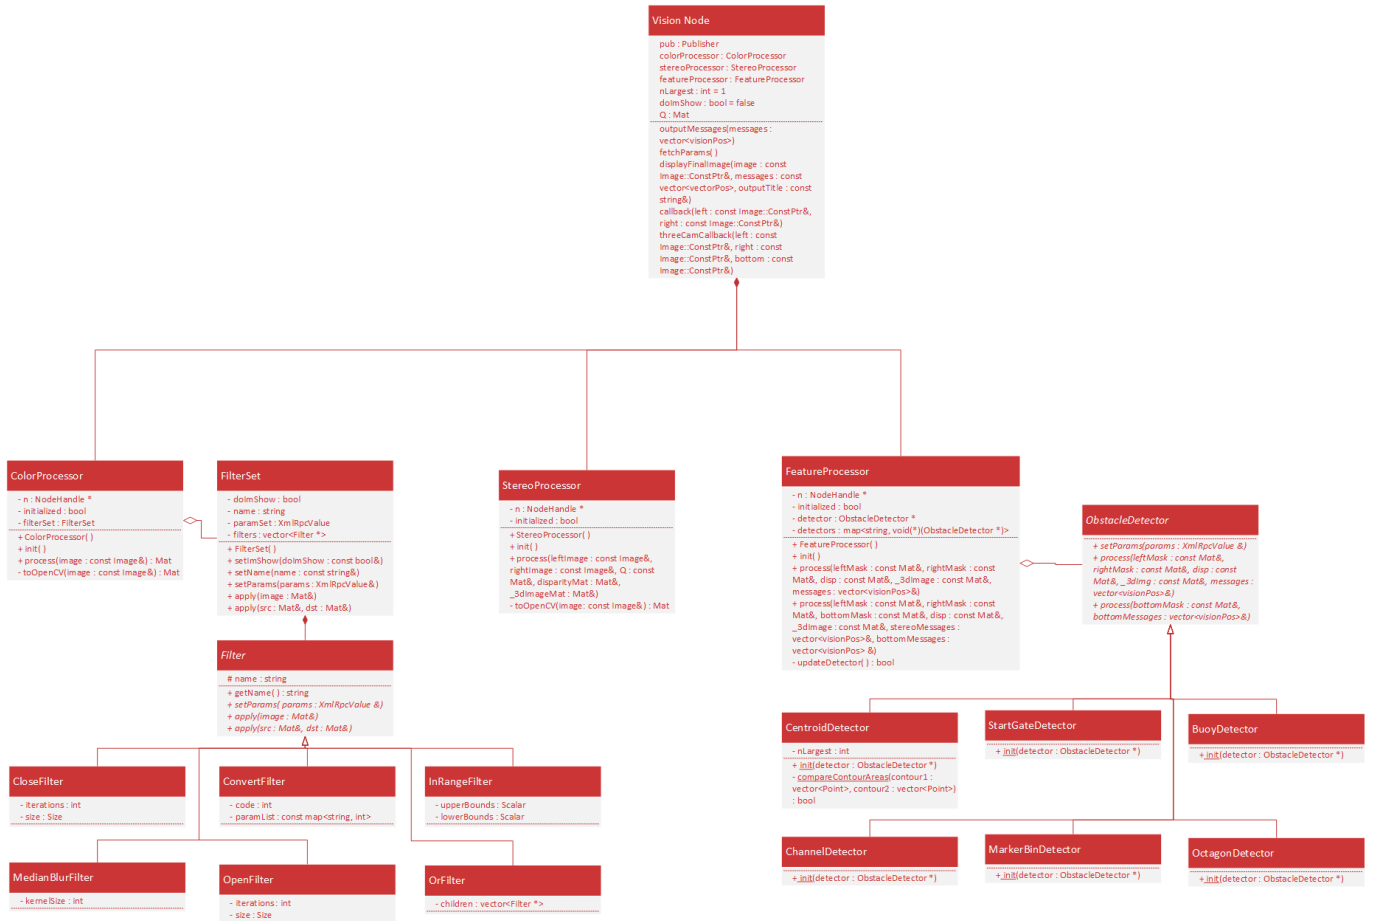 Vision Node
pub : Publisher
colorProcessor : ColorProcessor
stereoProcessor : StereoProcessor
featureProcessor : FeatureProcessor
nLargest : int = 1
doImShow : bool = false
Q : Mat
outputMessages(messages :
vector<visionPos>)
fetchParams( )
displayFinalImage(image : const
Image::ConstPtr&, messages : const
vector<vectorPos>, outputTitle : const
string&)
callback(left : const Image::ConstPtr&,
right : const Image::ConstPtr&)
threeCamCallback(left : const
Image::ConstPtr&, right : const
Image::ConstPtr&, bottom : const
Image::ConstPtr&)
ColorProcessor
- n : NodeHandle *
- initialized : bool
- filterSet : FilterSet
+ ColorProcessor( )
+ init( )
+ process(image : const Image&) : Mat
- toOpenCV(image : const Image&) : Mat
FilterSet
- doImShow : bool
- name : string
- paramSet : XmlRpcValue
- filters : vector<Filter *>
+ FilterSet( )
+ setImShow(doImShow : const bool&)
+ setName(name : const string&)
+ setParams(params : XmlRpcValue&)
+ apply(image : Mat&)
+ apply(src : Mat&, dst : Mat&)
StereoProcessor
- n : NodeHandle *
- initialized : bool
+ StereoProcessor( )
+ init( )
+ process(leftImage : const Image&,
rightImage : const Image&, Q : const
Mat&, disparityMat : Mat&,
_3dImageMat : Mat&)
- toOpenCV(image: const Image&) : Mat
FeatureProcessor
- n : NodeHandle *
- initialized : bool
- detector : ObstacleDetector *
- detectors : map<string, void(*)(ObstacleDetector *)>
+ FeatureProcessor( )
+ init( )
+ process(leftMask : const Mat&, rightMask : const
Mat&, disp : const Mat&, _3dImage : const Mat&,
messages : vector<visionPos>&)
+ process(leftMask : const Mat&, rightMask : const
Mat&, bottomMask : const Mat&, disp : const Mat&,
_3dImage : const Mat&, stereoMessages :
vector<visionPos>&, bottomMessages :
vector<visionPos> &)
- updateDetector( ) : bool
ObstacleDetector
+ setParams(params : XmlRpcValue &)
+ process(leftMask : const Mat&,
rightMask : const Mat&, disp : const
Mat&, _3dImg : const Mat&, messages :
vector<visionPos>&)
+ process(bottomMask : const Mat&,
bottomMessages : vector<visionPos>&)
Filter
# name : string
+ getName( ) : string
+ setParams( params : XmlRpcValue &)
+ apply(image : Mat&)
+ apply(src : Mat&, dst : Mat&)
CloseFilter
- iterations : int
- size : Size
ConvertFilter
- code : int
- paramList : const map<string, int>
InRangeFilter
- upperBounds : Scalar
- lowerBounds : Scalar
MedianBlurFilter
- kernelSize : int
OpenFilter
- iterations : int
- size : Size
OrFilter
- children : vector<Filter *>
CentroidDetector
- nLargest : int
+ init(detector : ObstacleDetector *)
- compareContourAreas(contour1 :
vector<Point>, contour2 : vector<Point>)
: bool
StartGateDetector
+ init(detector : ObstacleDetector *)
BuoyDetector
+ init(detector : ObstacleDetector *)
ChannelDetector
+ init(detector : ObstacleDetector *)
MarkerBinDetector
+ init(detector : ObstacleDetector *)
OctagonDetector
+ init(detector : ObstacleDetector *)